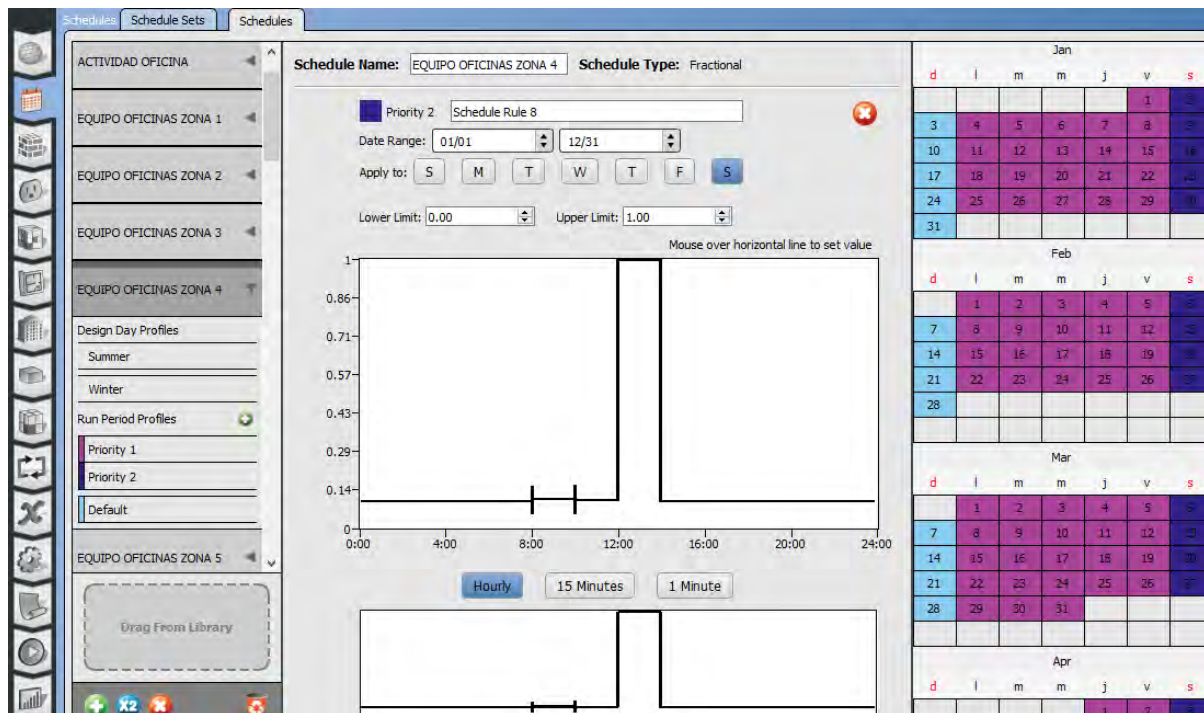 Schedules Schedule Sets Schedules
ACTIVIDAD OFICINA
EQUIPO OFICINAS ZONA 1
EQUIPO OFICINAS ZONA 2
EQUIPO OFICINAS ZONA 3
EQUIPO OFICINAS ZONA 4
Design Day Profiles
Summer
Winter
Run Period Profiles
Priority 1
Priority 2
Default
EQUIPO OFICINAS ZONA 5
Drag From Library
X2
Schedule Name: EQUIPO OFICINAS ZONA 4 Schedule Type: Fractional
Priority 2 Schedule Rule 8
Date Range: 01/01 12/31
Apply to: S M T W T F S
Lower Limit: 0.00 Upper Limit: 1.00
Mouse over horizontal line to set value
1
0.86
0.71
0.57
0.43
0.29
0.14
0
0:00 4:00 8:00 12:00 16:00 20:00 24:00
Hourly 15 Minutes 1 Minute
Jan
d l m m j v s
1
3 4 5 6 7 8
10 11 12 13 14 15
17 18 19 20 21 22
24 25 26 27 28 29
31
Feb
d l m m j v s
1 2 3 4 5
7 8 9 10 11 12
14 15 16 17 18 19
21 22 23 24 25 26
28
Mar
d l m m j v s
1 2 3 4 5
7 8 9 10 11 12
14 15 16 17 18 19
21 22 23 24 25 26
28 29 30 31
Apr
d l m m j v s